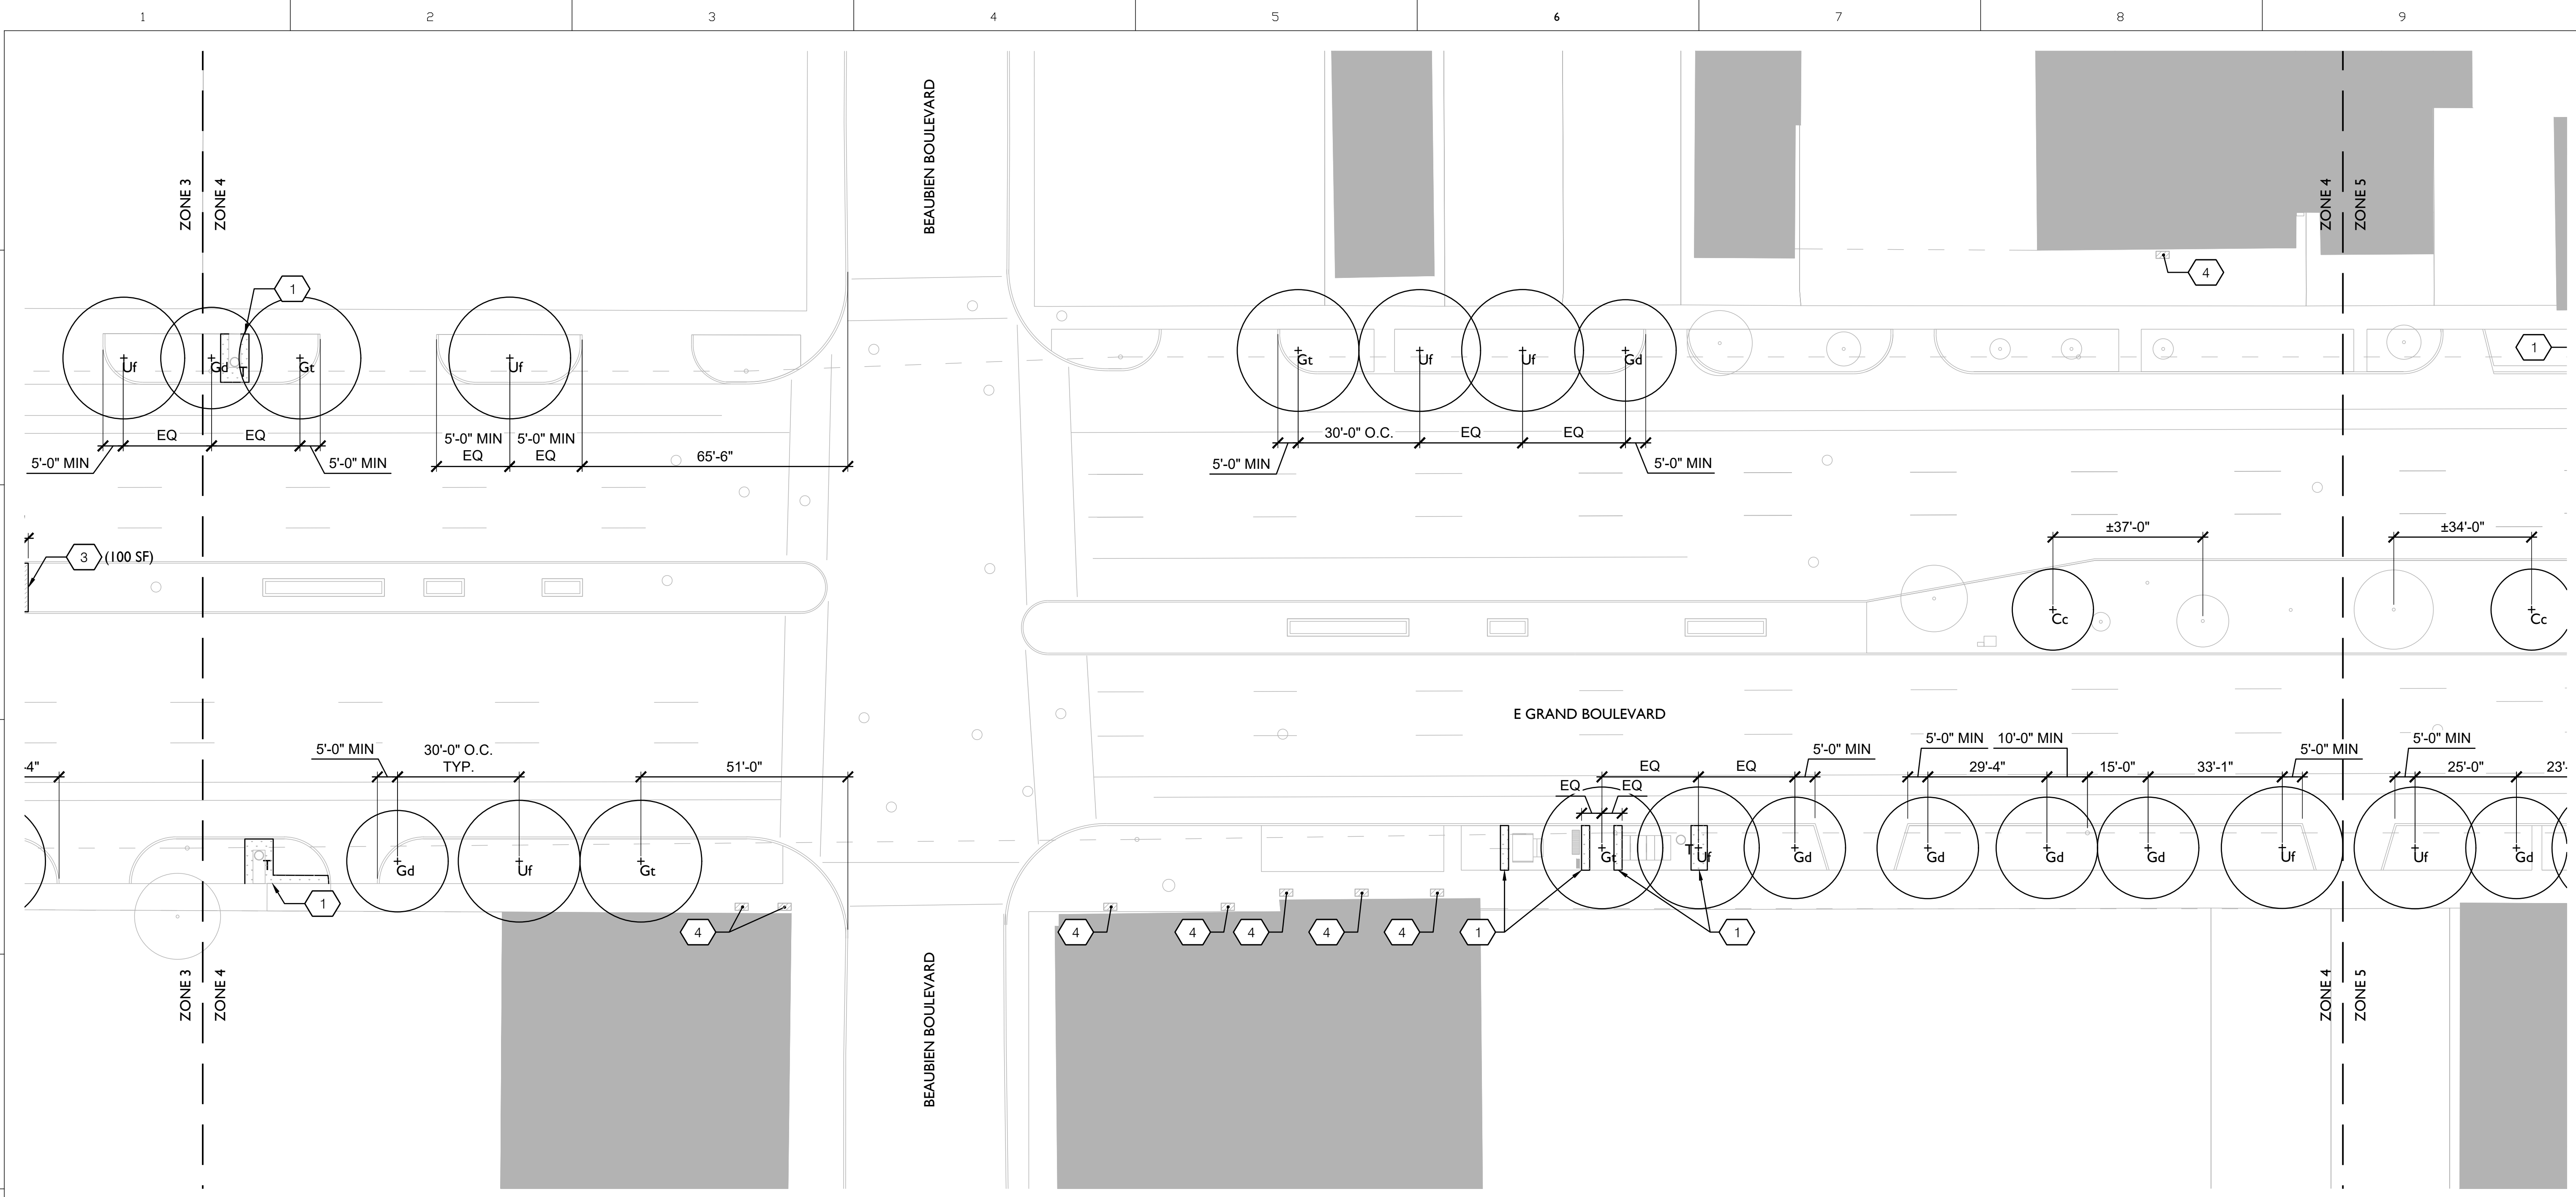 1 2 3 4 5 6 7 8 9
BEAUBIEN BOULEVARD
ZONE 3
ZONE 4
ZONE 4
ZONE 5
1
4
1
Uf
Gd
T
Gt
Uf
Gt
Uf
Uf
Gd
EQ EQ
5'-0" MIN
5'-0" MIN
5'-0" MIN
EQ
5'-0" MIN
EQ
65'-6"
30'-0" O.C. EQ EQ
5'-0" MIN
5'-0" MIN
3 (100 SF)
±37'-0"
±34'-0"
Cc
Cc
E GRAND BOULEVARD
-4"
5'-0" MIN
30'-0" O.C.
TYP.
51'-0"
EQ EQ
EQ EQ
5'-0" MIN
5'-0" MIN
10'-0" MIN
29'-4"
15'-0"
33'-1"
5'-0" MIN
5'-0" MIN
25'-0"
23'-
T
Gd
Uf
Gt
Gt
T
Uf
Gd
Gd
Gd
Gd
Uf
Uf
Gd
1
4
4
4
4
4
4
1
1
ZONE 3
ZONE 4
BEAUBIEN BOULEVARD
ZONE 4
ZONE 5